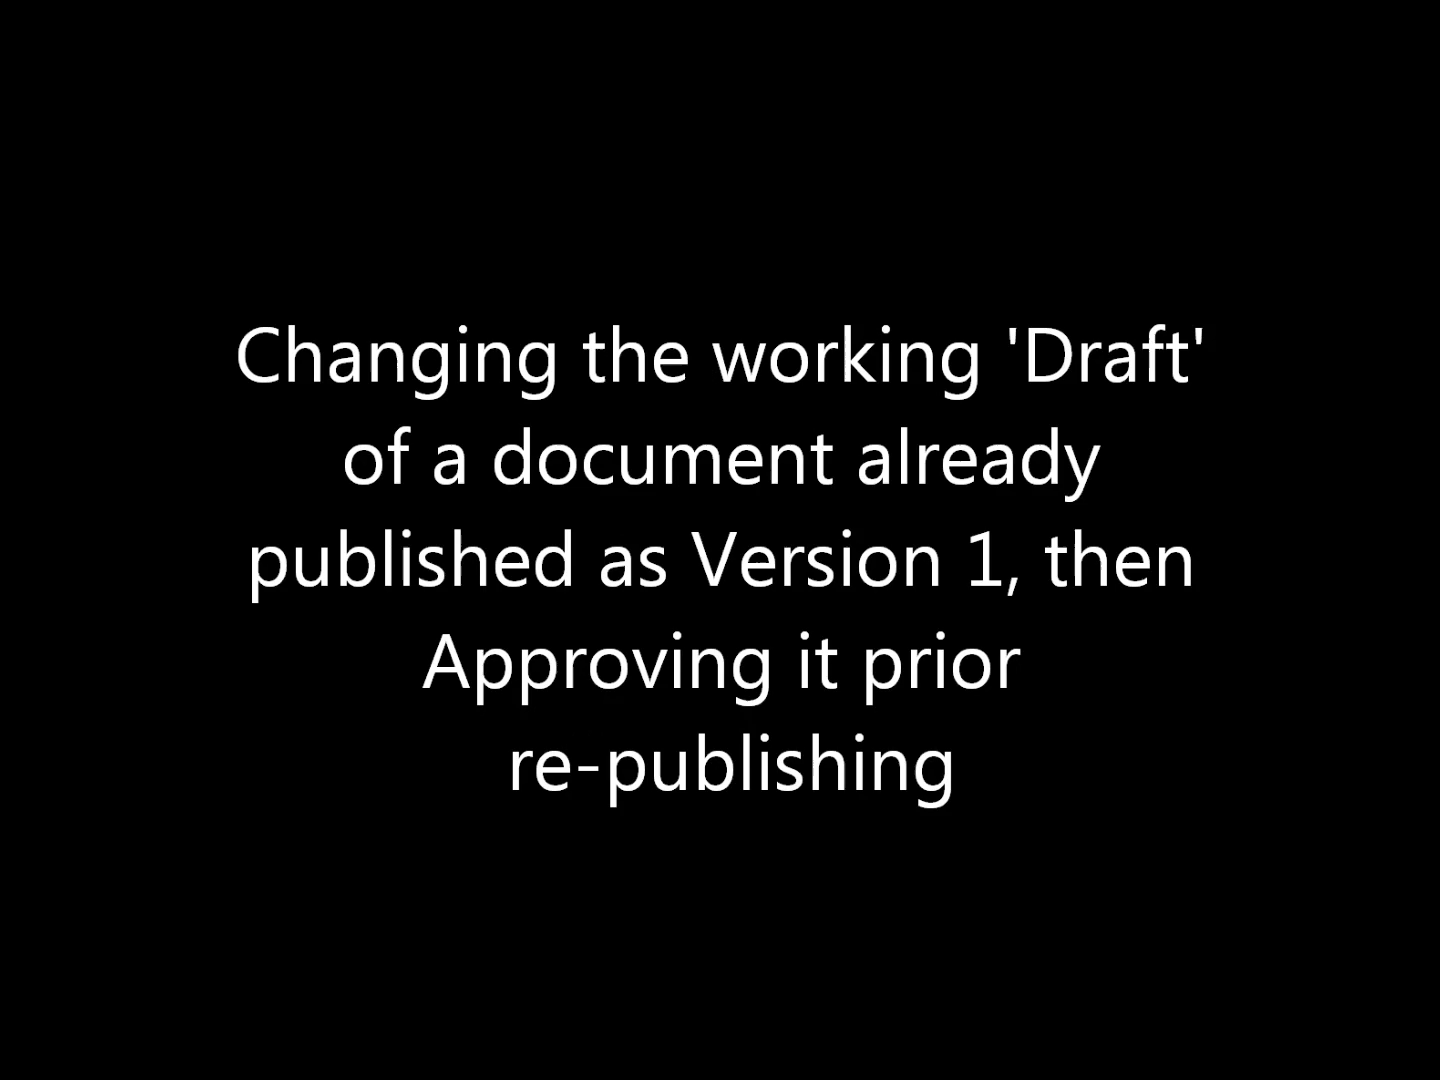 Changing the working 'Draft'
of a document already
published as Version 1, then
Approving it prior
re-publishing